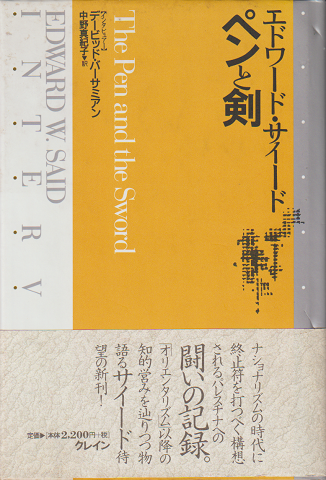 エドワード・サイード
ペンと剣
The Pen and the Sword
[インタビュアー]
デービッド・バーサミアン
中野真紀子▶訳
EDWARD W. SAID
INTERV
ナショナリズムの時代に
終止符を打つべく構想
されるパレスチナへの
闘いの記録。
『オリエンタリズム』以降の
知的営みを辿りつつ物
語るサイード待
望の新刊!
定価▶[本体2,200円+税]
クレイン